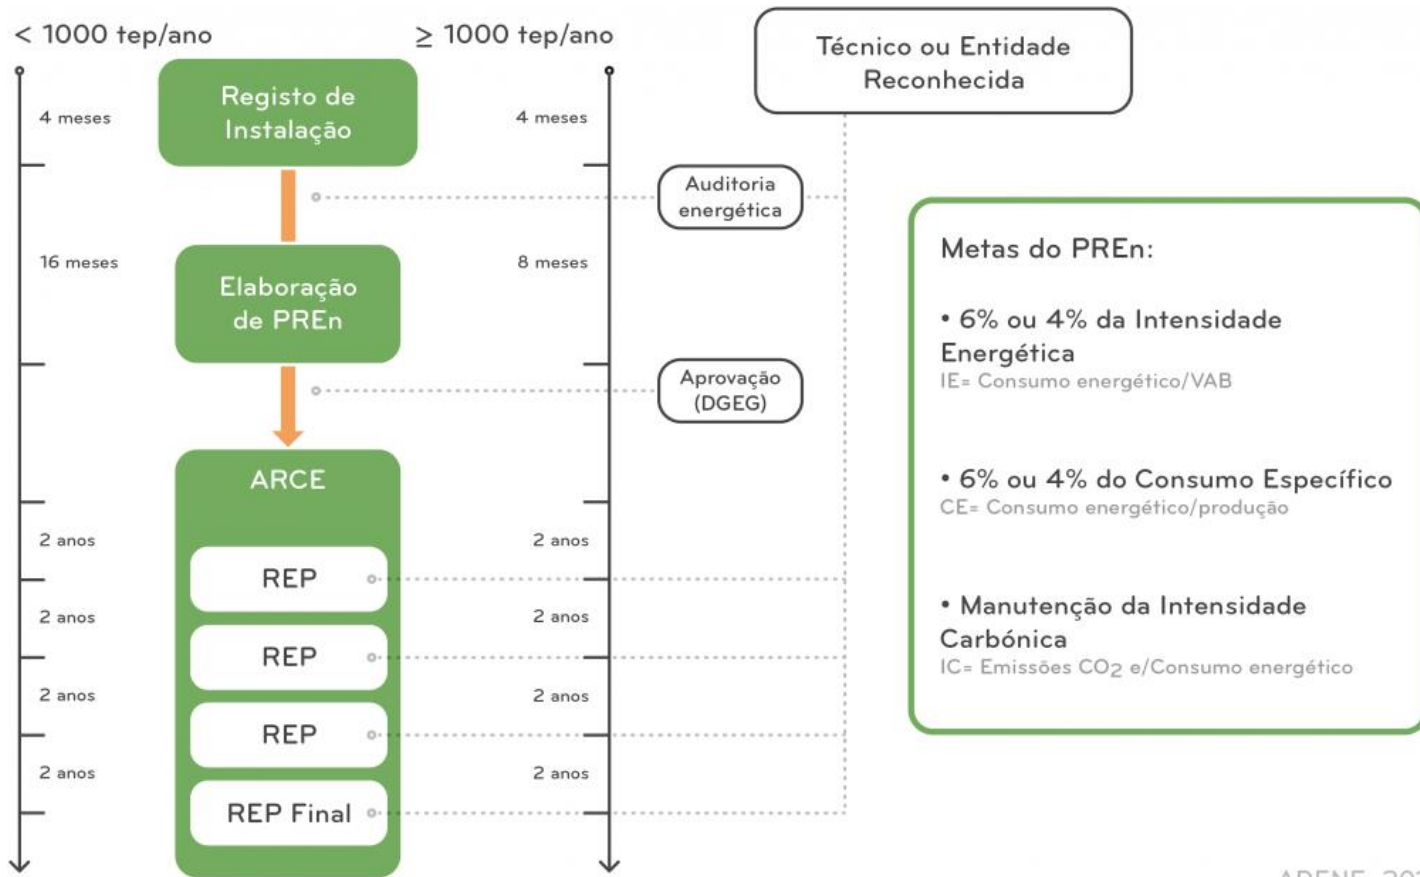 < 1000 tep/ano
≥ 1000 tep/ano
Técnico ou Entidade
Reconhecida
Registo de
Instalação
4 meses
4 meses
Auditoria
energética
16 meses
8 meses
Elaboração
de PREn
Aprovação
(DGEG)
ARCE
2 anos
2 anos
REP
2 anos
2 anos
REP
2 anos
2 anos
REP
2 anos
2 anos
REP Final
Metas do PREn:
• 6% ou 4% da Intensidade
Energética
IE= Consumo energético/VAB
• 6% ou 4% do Consumo Específico
CE= Consumo energético/produção
• Manutenção da Intensidade
Carbónica
IC= Emissões CO2 e/Consumo energético